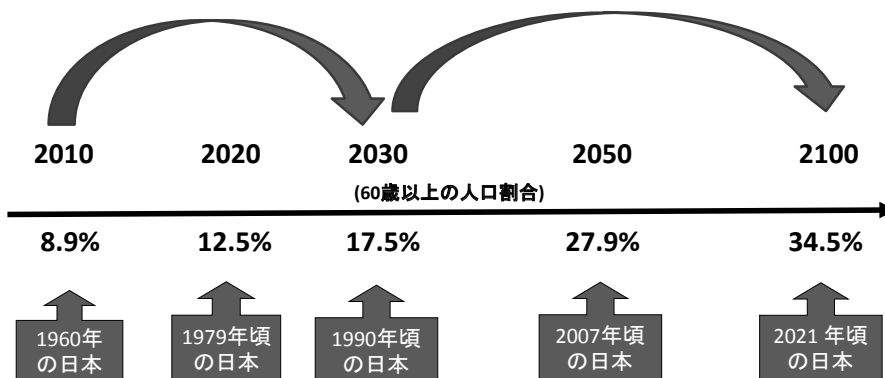 2010 2020 2030 2050 2100
(60歳以上の人口割合)
8.9% 12.5% 17.5% 27.9% 34.5%
1960年
の日本
1979年頃
の日本
1990年頃
の日本
2007年頃
の日本
2021 年頃
の日本